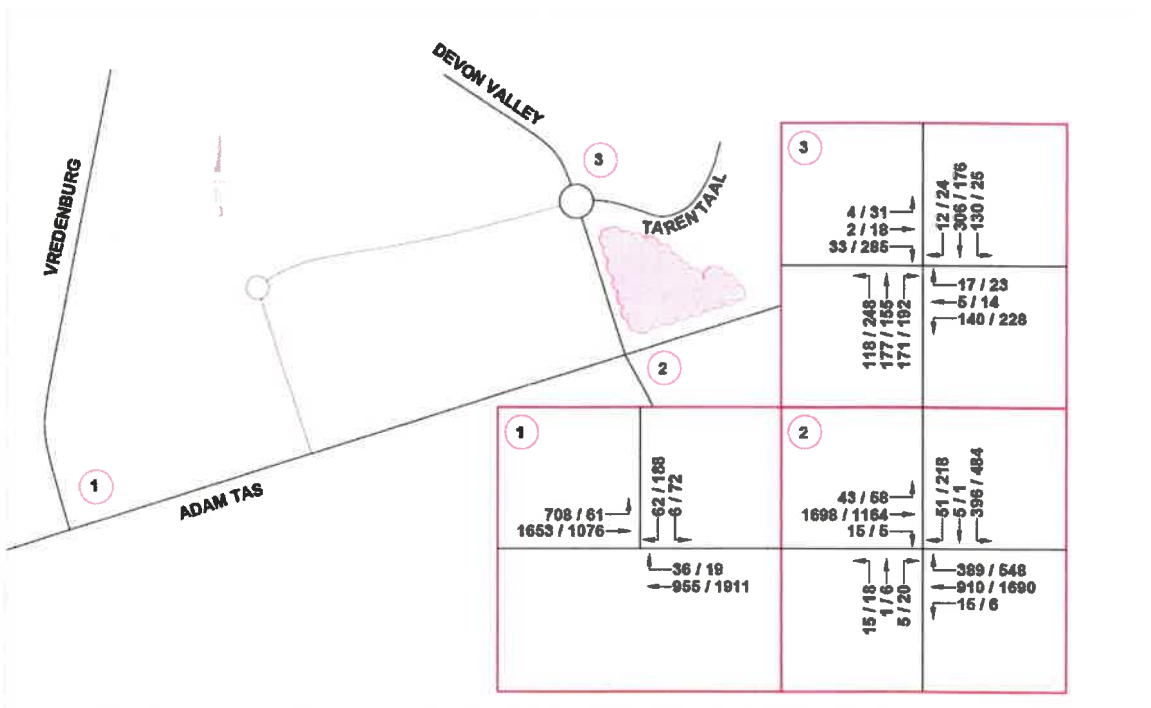 DEVON VALLEY
VREDENBURG
3
TARENTAAL
2
1
ADAM TAS
3
4 / 31
2 / 18
33 / 285
12 / 24
306 / 176
130 / 25
118 / 248
177 / 155
171 / 192
17 / 23
5 / 14
140 / 228
1
708 / 61
1653 / 1076
62 / 188
6 / 72
36 / 19
955 / 1911
2
43 / 58
1698 / 1164
15 / 5
51 / 218
5 / 1
396 / 484
15 / 18
1 / 6
5 / 20
389 / 548
910 / 1690
15 / 6